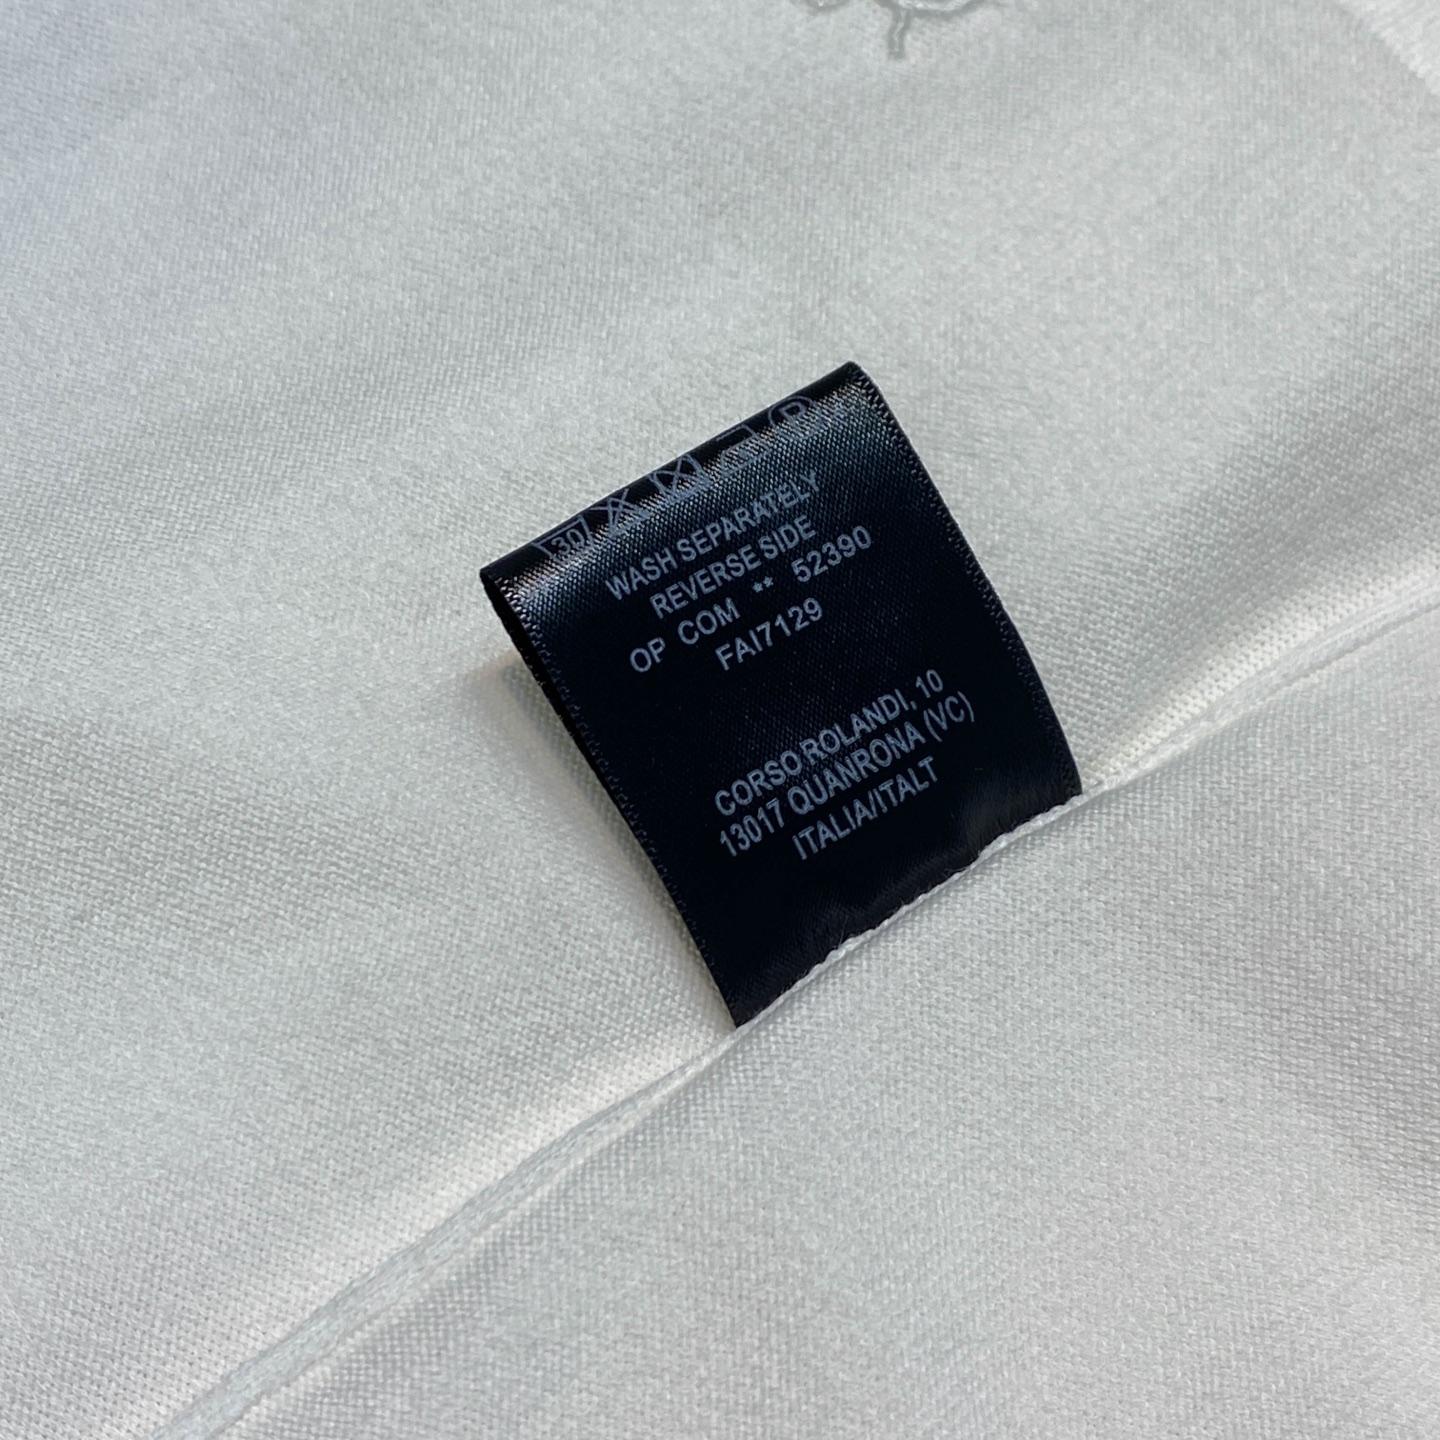 30
P
WASH SEPARATELY
REVERSE SIDE
OP COM ** 52390
FAI7129
CORSO ROLANDI, 10
13017 QUANRONA (VC)
ITALIA/ITALT